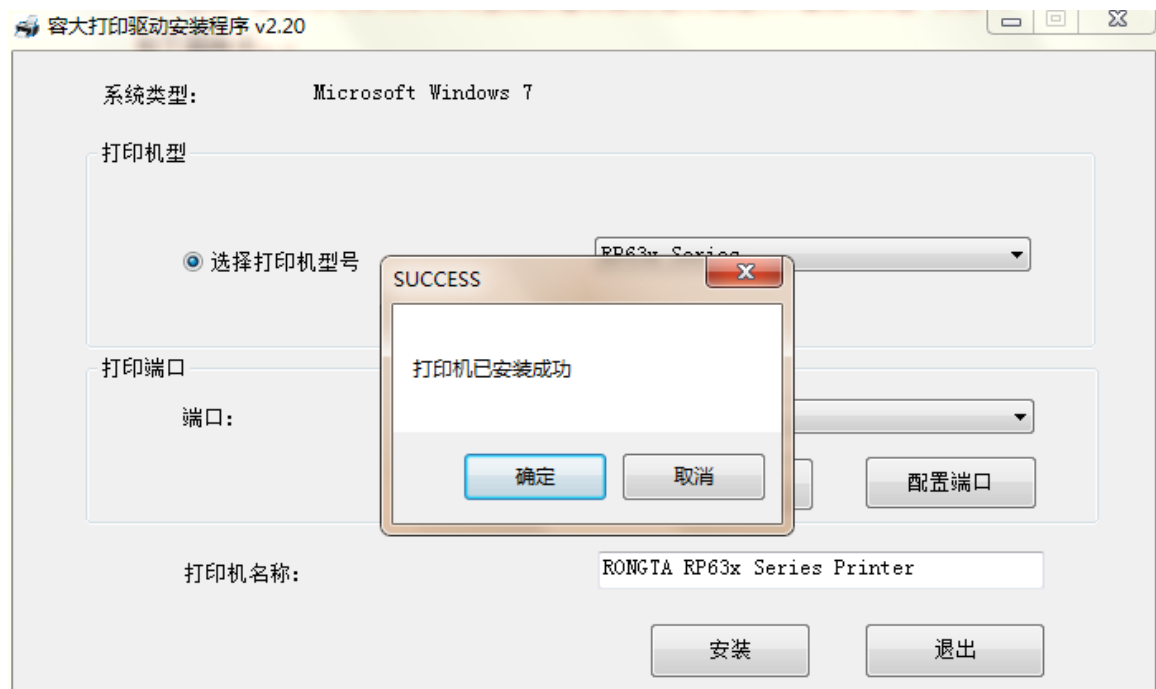 容大打印驱动安装程序 v2.20
系统类型: Microsoft Windows 7
打印机型
选择打印机型号 RP63x Series
SUCCESS
打印机已安装成功
打印端口
端口:
确定 取消
配置端口
打印机名称: RONGTA RP63x Series Printer
安装 退出